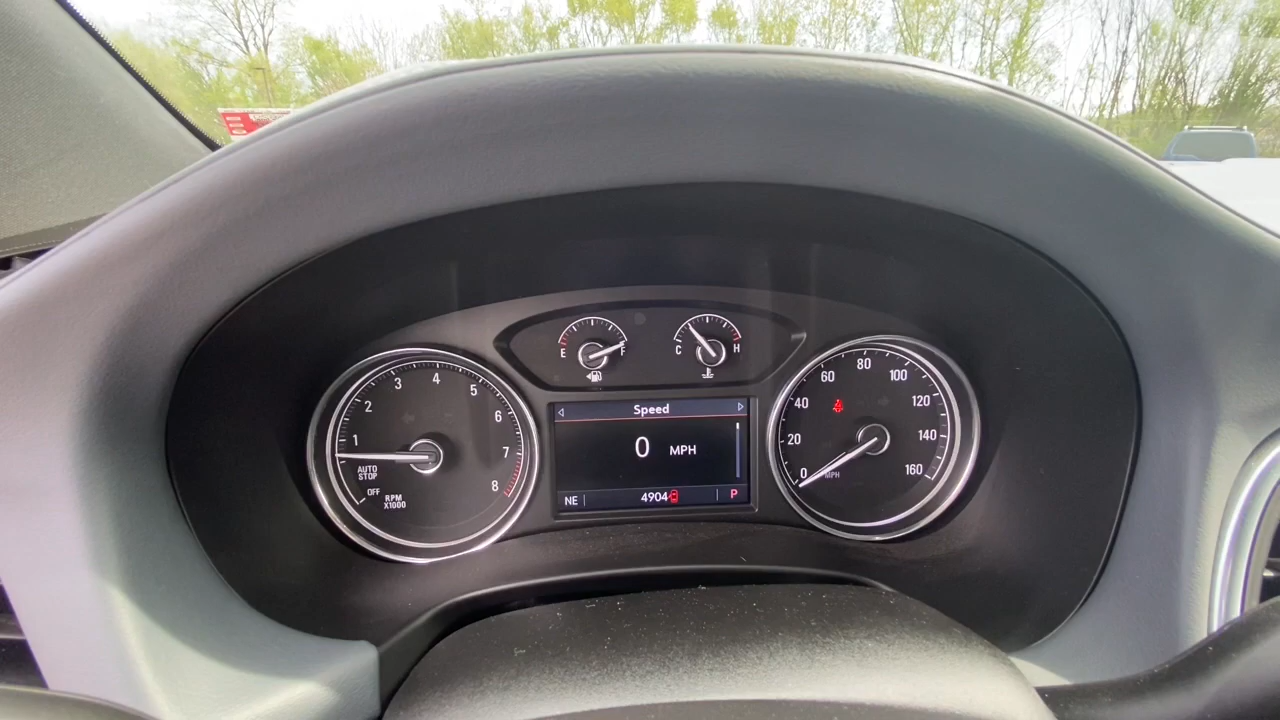 E F
C H
1 2 3 4 5 6 7 8
AUTO
STOP
OFF
RPM
X1000
Speed
0 MPH
NE 4904 P
0 20 40 60 80 100 120 140 160
MPH